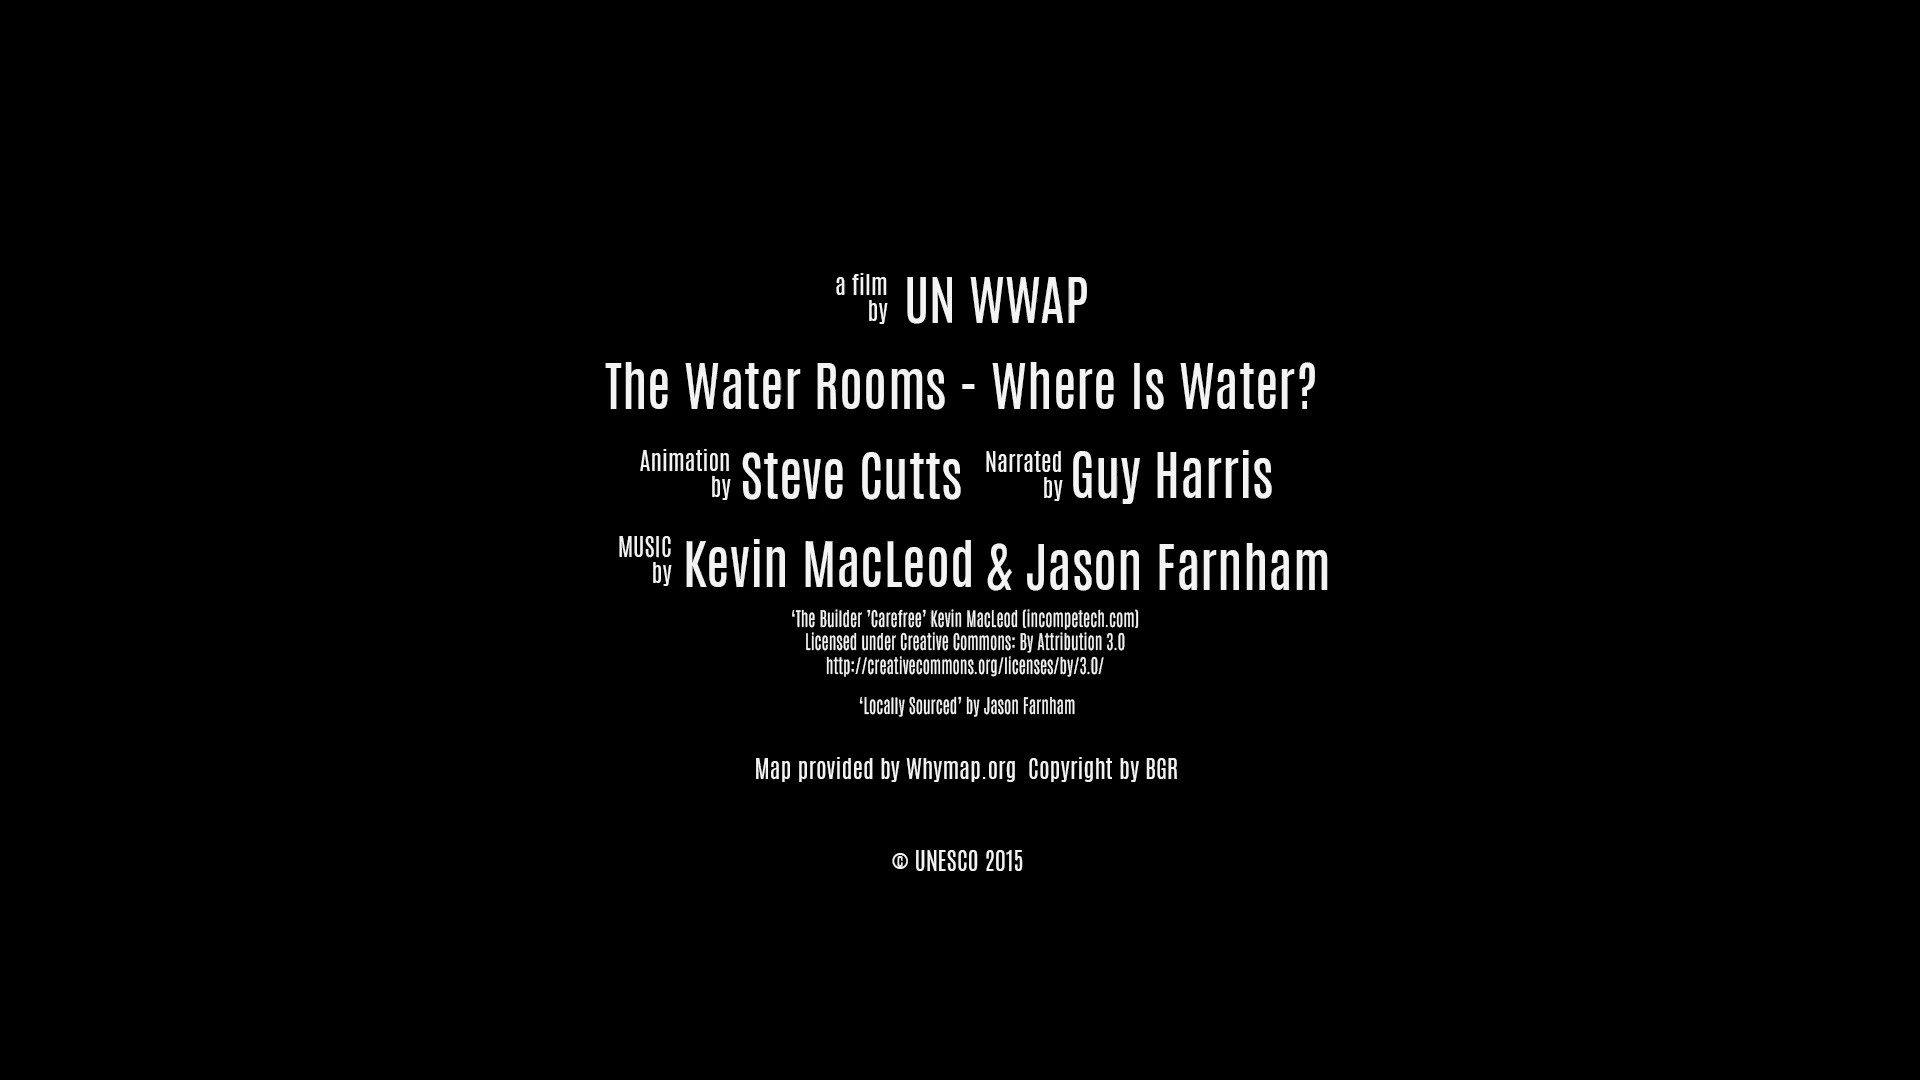 a film by UN WWAP
The Water Rooms - Where Is Water?
Animation by Steve Cutts Narrated by Guy Harris
MUSIC by Kevin MacLeod & Jason Farnham
‘The Builder ’Carefree’ Kevin MacLeod (incompetech.com)
Licensed under Creative Commons: By Attribution 3.0
http://creativecommons.org/licenses/by/3.0/
‘Locally Sourced’ by Jason Farnham
Map provided by Whymap.org Copyright by BGR
© UNESCO 2015